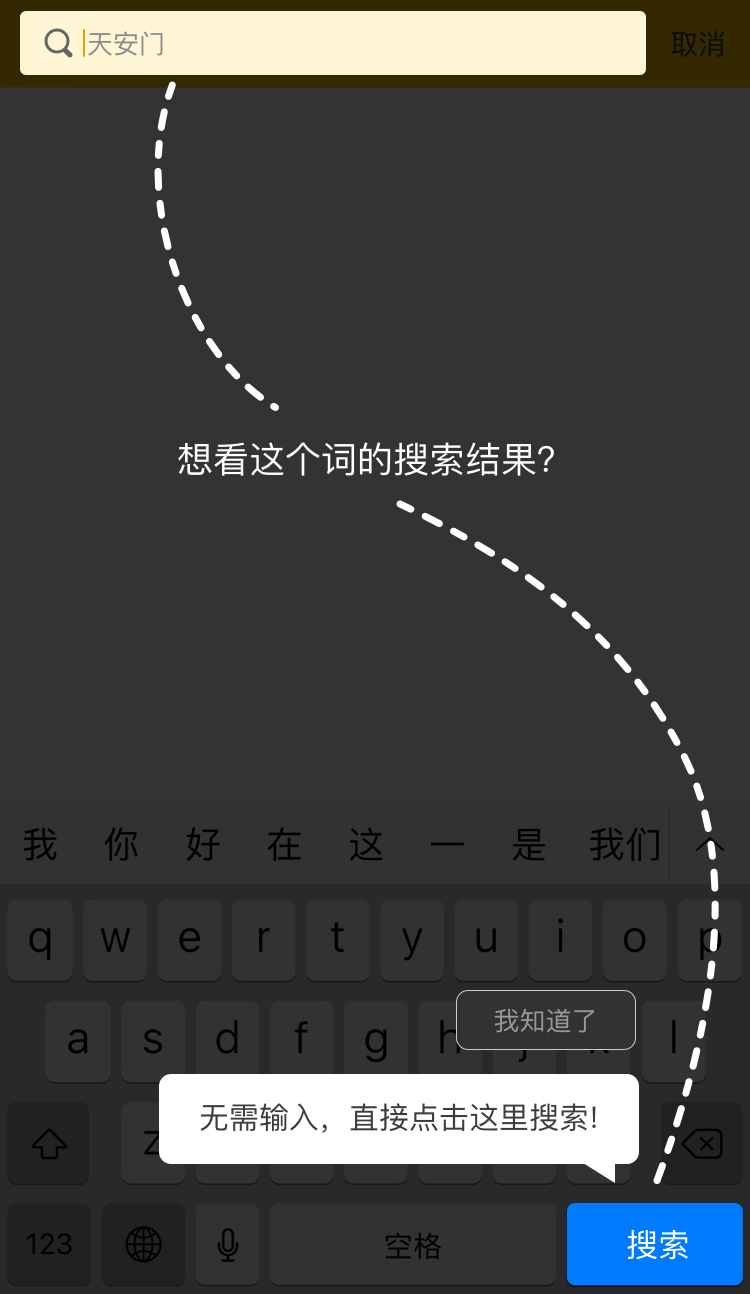 天安门
取消
想看这个词的搜索结果?
我 你 好 在 这 一 是 我们
q w e r t y u i o p
a s d f g h j k l
我知道了
z
无需输入，直接点击这里搜索!
123 空格 搜索